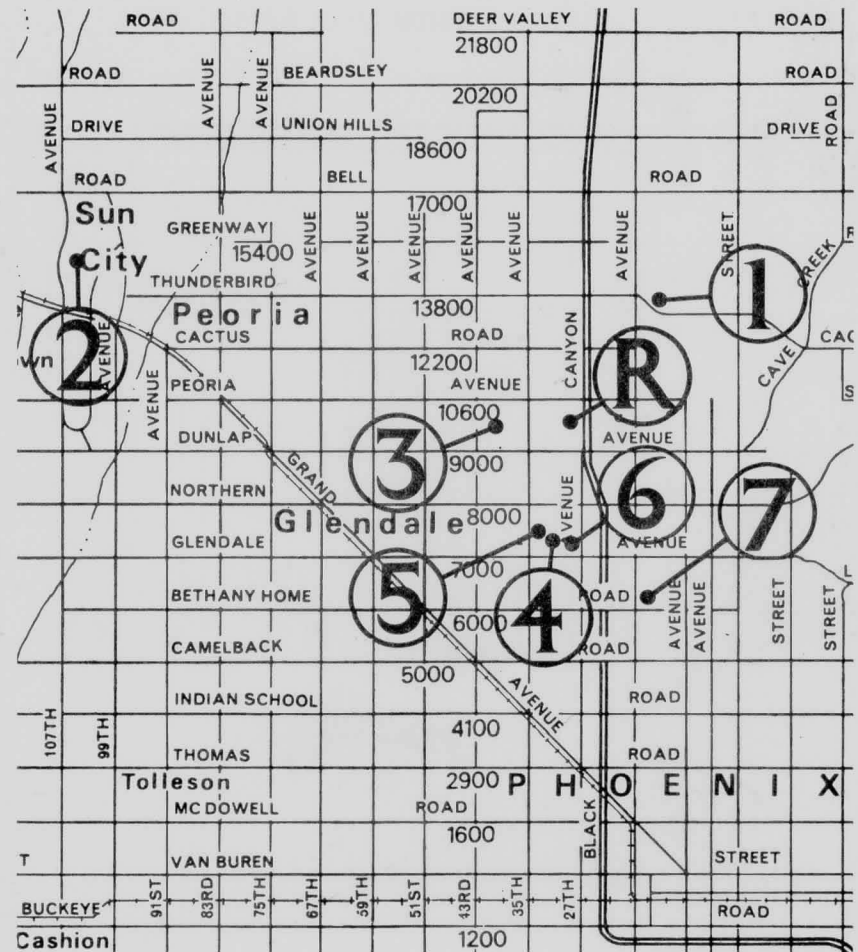 ROAD DEER VALLEY ROAD
21800
ROAD AVENUE AVENUE BEARDSLEY ROAD
20200
AVENUE DRIVE UNION HILLS DRIVE ROAD
18600
ROAD BELL ROAD
17000
Sun City
GREENWAY
15400
AVENUE AVENUE AVENUE AVENUE AVENUE AVENUE STREET
THUNDERBIRD
1
CREEK
13800
Peoria
CACTUS ROAD
12200
CANYON
R
CAVE
CAC
2
wn
AVENUE
AVENUE
PEORIA AVENUE
S
10600
DUNLAP AVENUE
3
9000
GRAND
NORTHERN
6
7
Glendale
8000
VENUE
GLENDALE AVENUE
7000
L
BETHANY HOME ROAD
5
4
6000
AVENUE
AVENUE
STREET
STREET
CAMELBACK ROAD
5000
INDIAN SCHOOL AVENUE ROAD
4100
107TH
99TH
THOMAS ROAD
Tolleson
2900
PHOENIX
MC DOWELL ROAD
1600
BLACK
T
VAN BUREN STREET
91ST 83RD 75TH 67TH 59TH 51ST 43RD 35TH 27TH
BUCKEYE ROAD
Cashion
1200